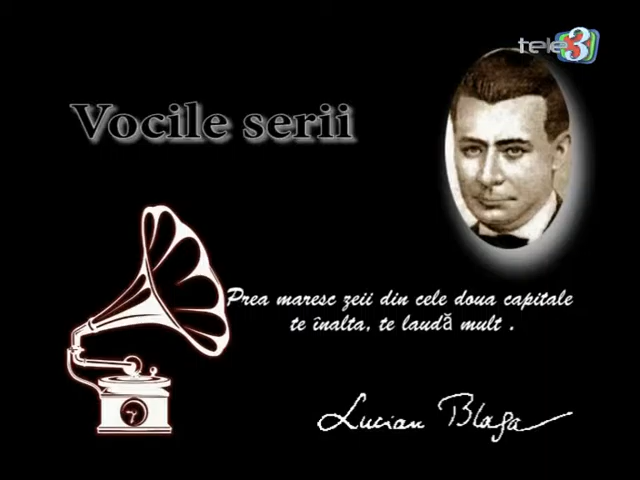 tele3
Vocile serii
Prea maresc zeii din cele doua capitale
te înalta, te laudă mult .
Lucian Blaga